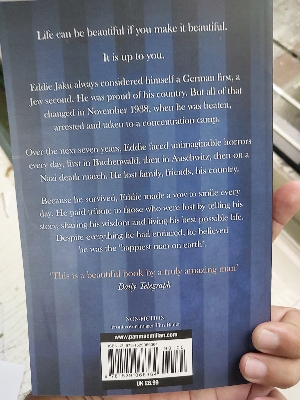 Life can be beautiful if you make it beautiful.
It is up to you.
Eddie Jaku always considered himself a German first, a
Jew second. He was proud of his country. But all of that
changed in November 1938, when he was beaten,
arrested and taken to a concentration camp.
Over the next seven years, Eddie faced unimaginable horrors
every day, first in Buchenwald, then in Auschwitz, then on a
Nazi death march. He lost family, friends, his country.
Because he survived, Eddie made a vow to smile every
day. He paid tribute to those who were lost by telling his
story, sharing his wisdom and living his best possible life.
Despite everything he had endured, he believed
he was the 'happiest man on earth'.
'This is a beautiful book by a truly amazing man'
Daily Telegraph
NON-FICTION
www.panmacmillan.com
UK £8.99